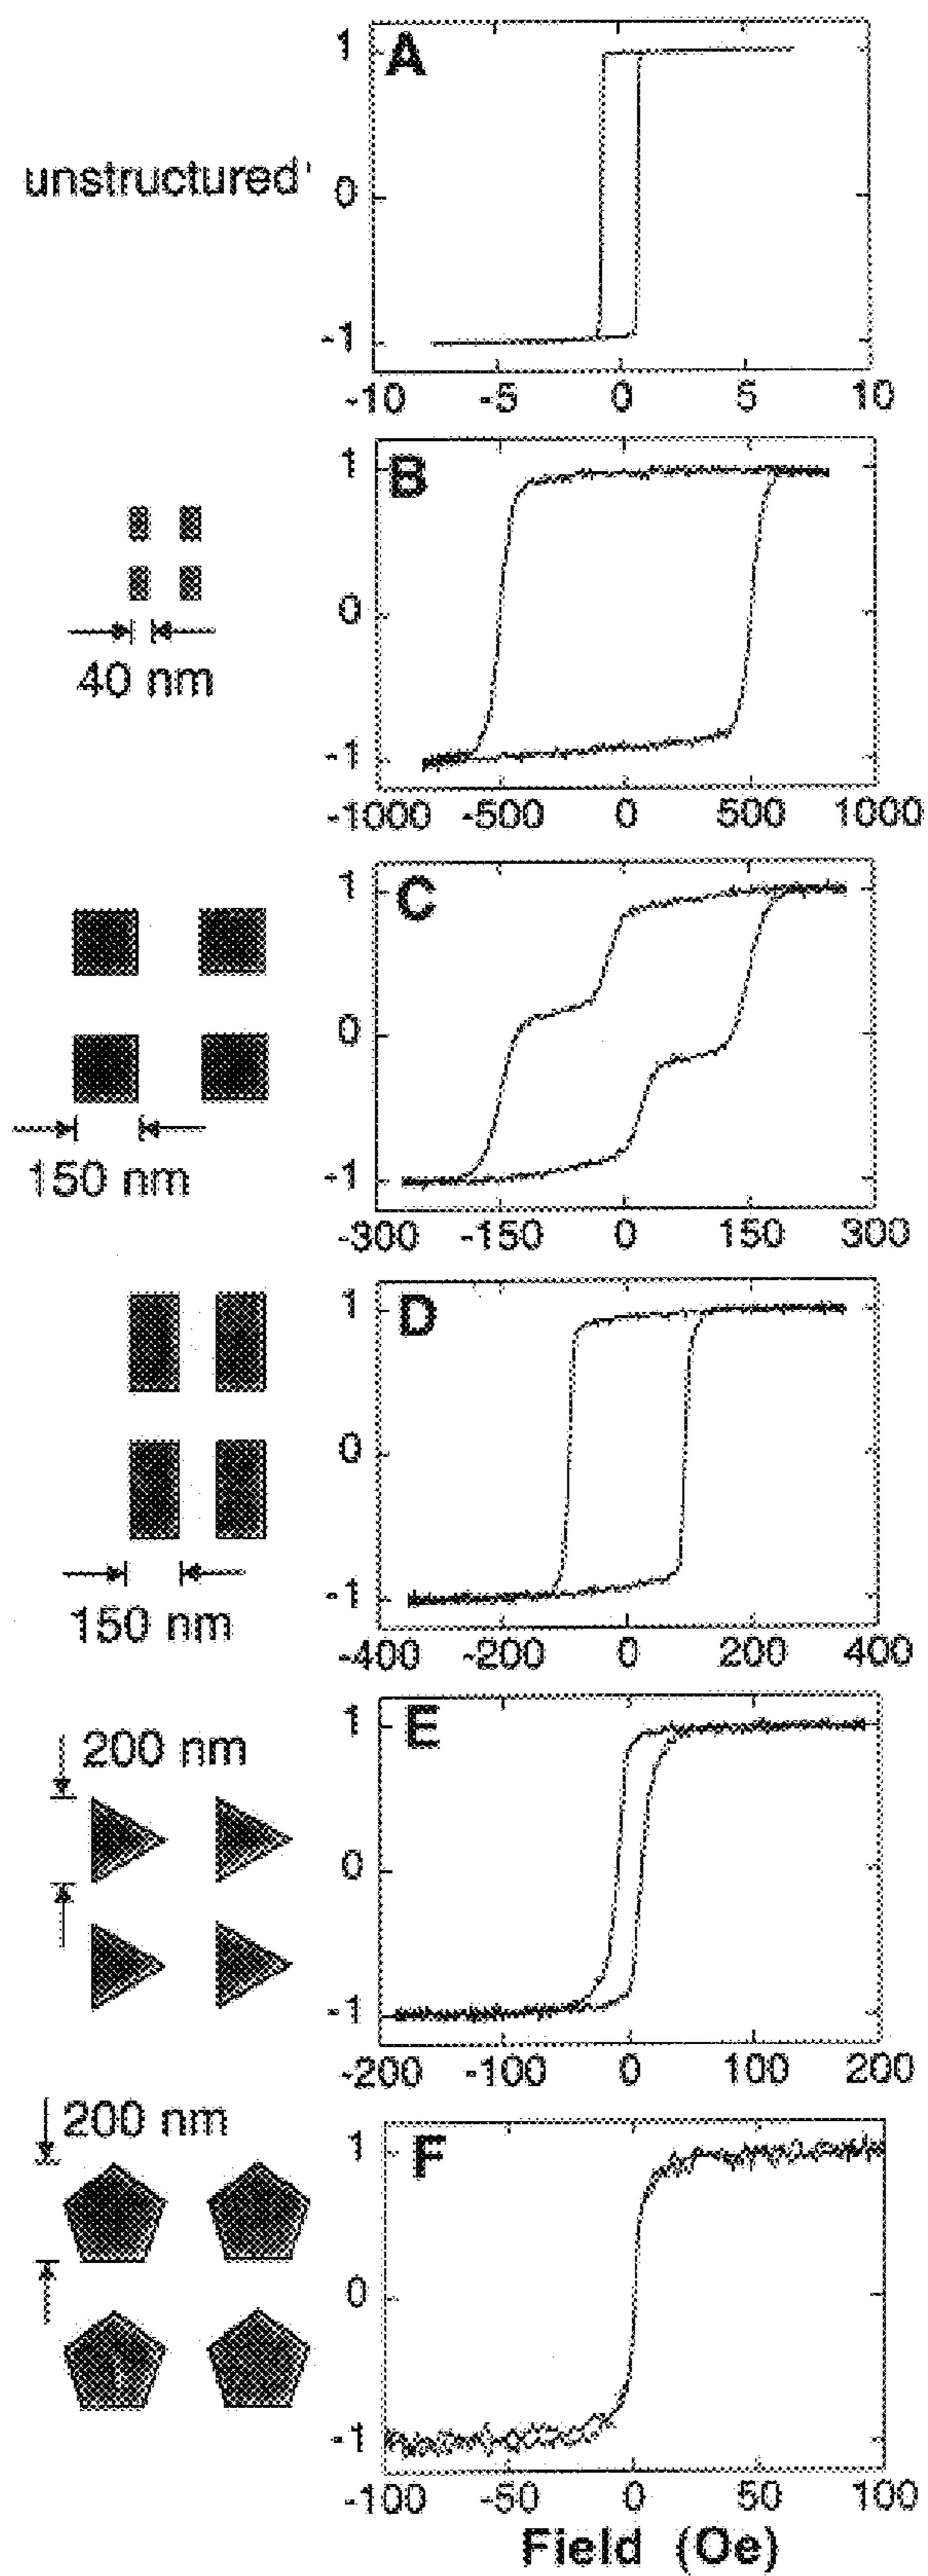 A
1
unstructured
0
-1
-10 -5 0 5 10
B
1
0
40 nm
-1
-1000 -500 0 500 1000
C
1
0
150 nm
-1
-300 -150 0 150 300
D
1
0
150 nm
-1
-400 -200 0 200 400
E
1
200 nm
0
-1
-200 -100 0 100 200
200 nm
F
1
0
-1
-100 -50 0 50 100
Field (Oe)